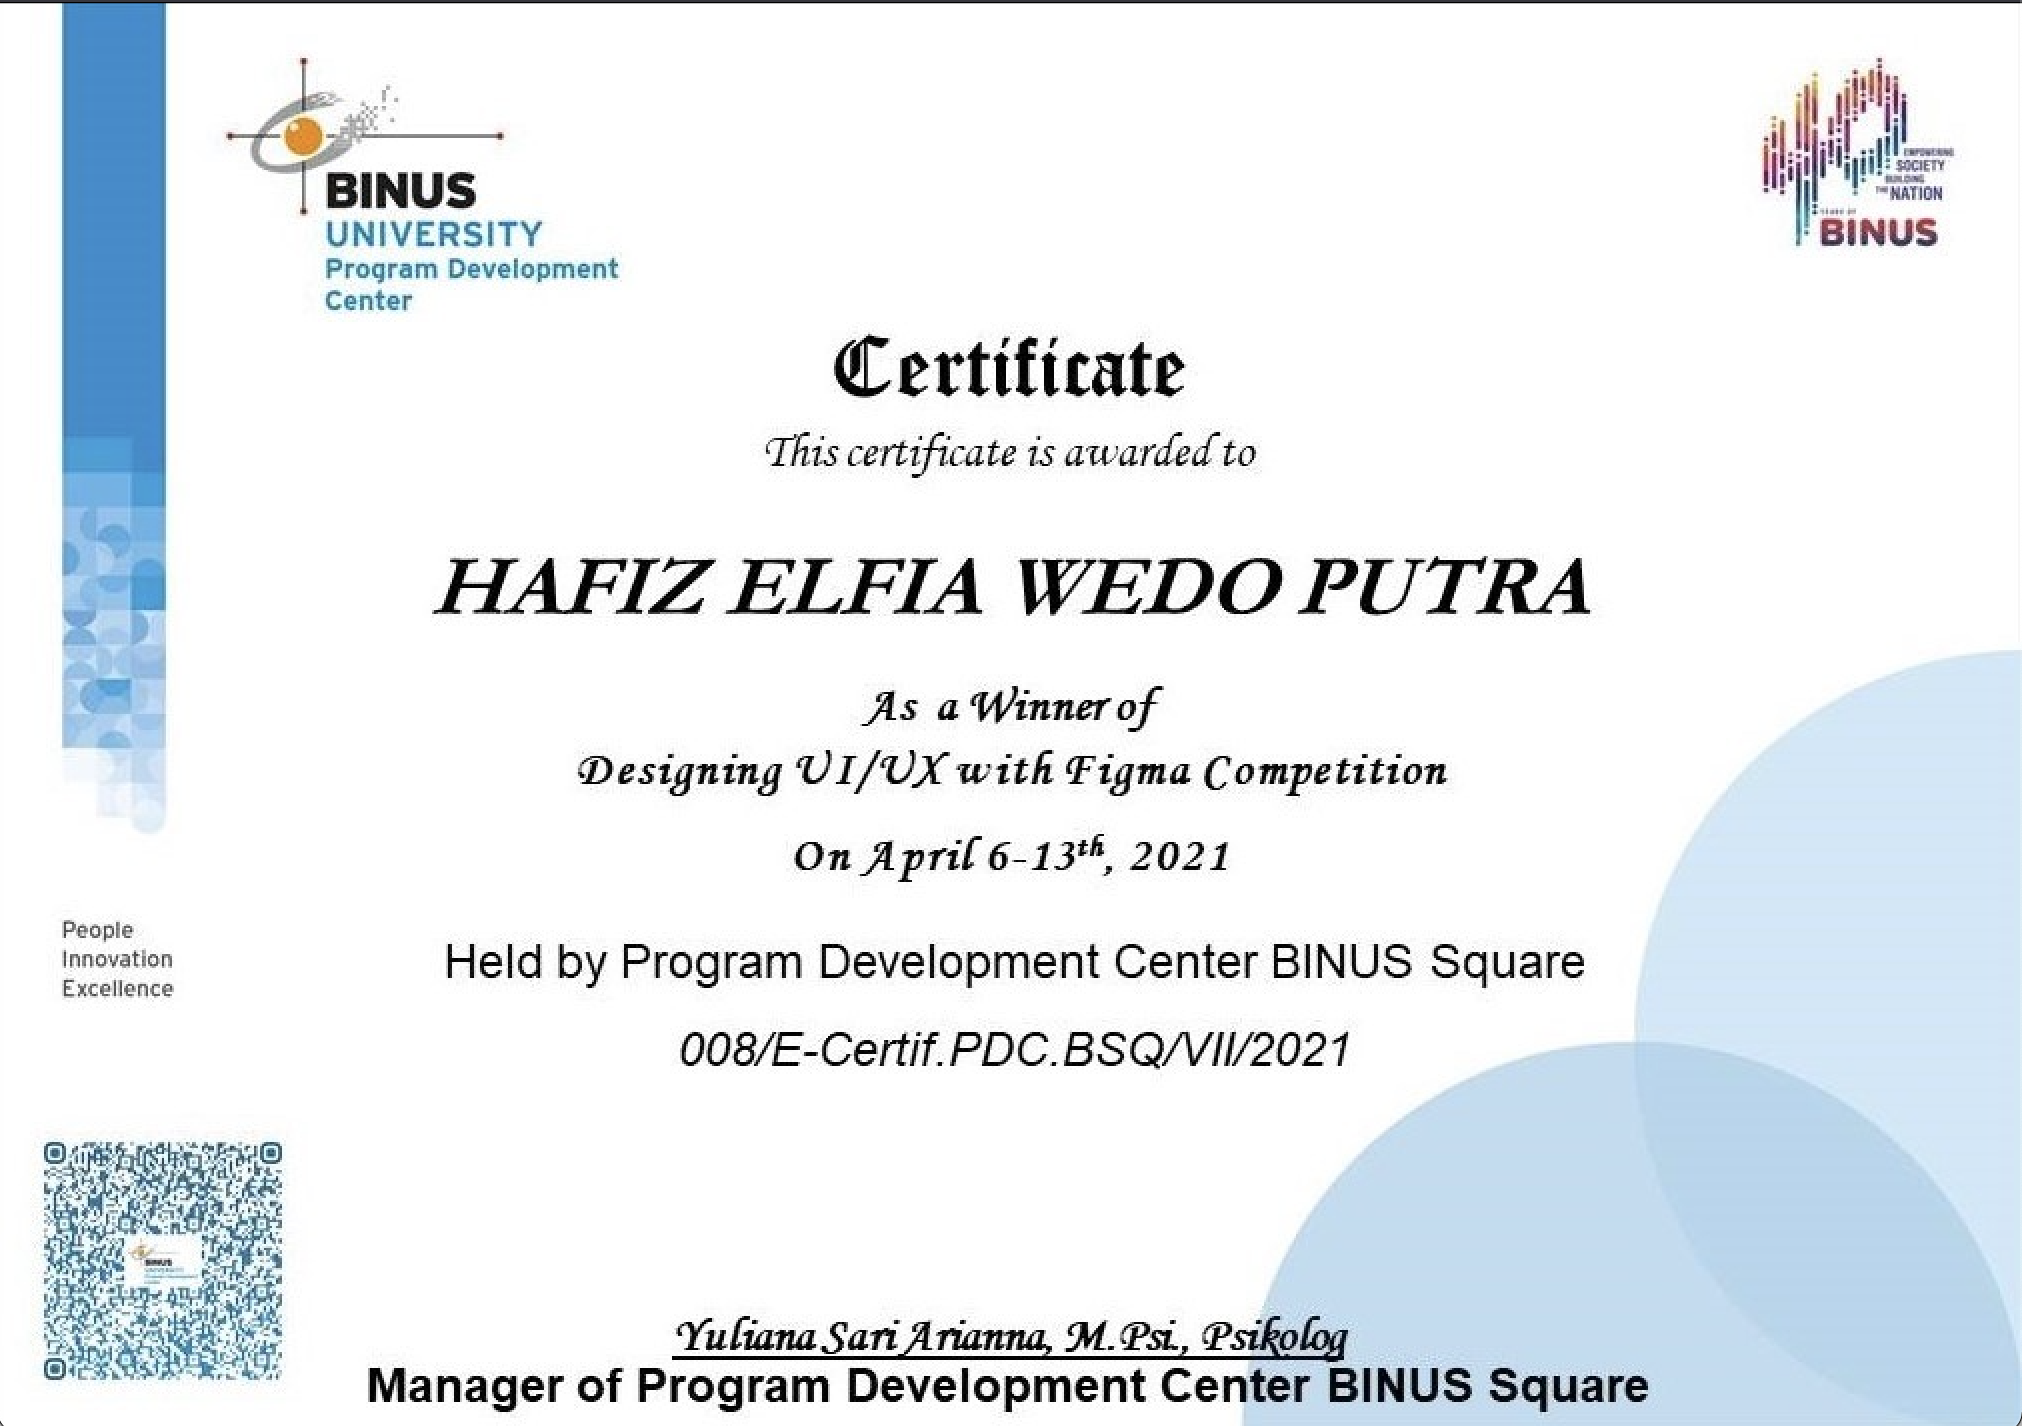 BINUS
UNIVERSITY
Program Development
Center
EMPOWERING
SOCIETY
BUILDING
THE NATION
YEARS OF
BINUS
Certificate
This certificate is awarded to
HAFIZ ELFIA WEDO PUTRA
As a Winner of
Designing UI/UX with Figma Competition
On April 6-13th, 2021
People
Innovation
Excellence
Held by Program Development Center BINUS Square
008/E-Certif.PDC.BSQ/VII/2021
BINUS
Yuliana Sari Arianna, M.Psi., Psikolog
Manager of Program Development Center BINUS Square